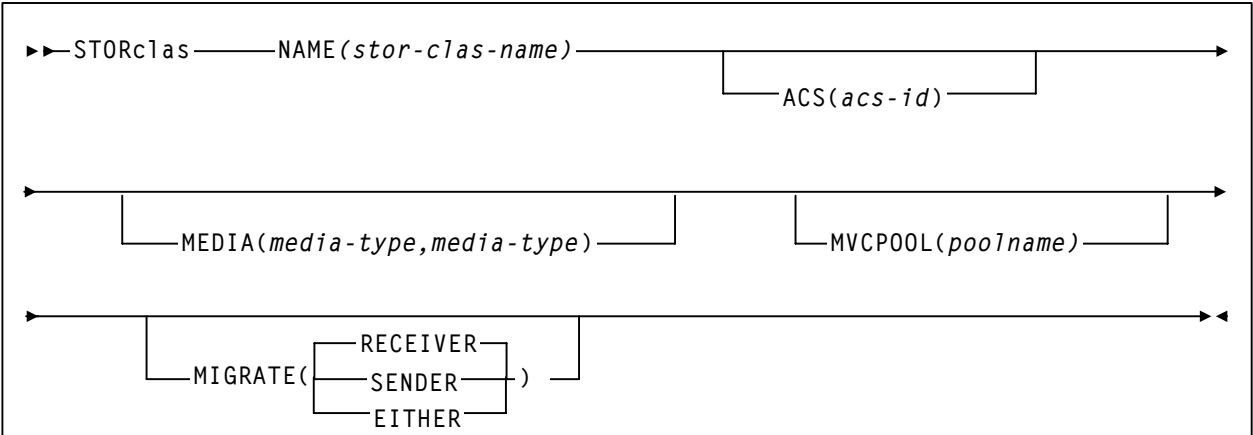 STORclas NAME(stor-clas-name)
ACS(acs-id)
MEDIA(media-type,media-type) MVCPOOL(poolname)
RECEIVER
MIGRATE( SENDER )
EITHER